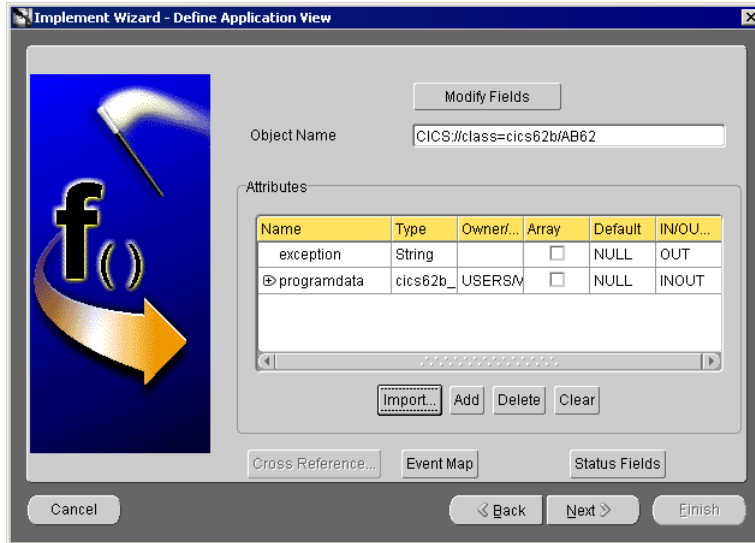 Implement Wizard - Define Application View
Modify Fields
Object Name CICS://class=cics62b/AB62
Attributes
Name Type Owner/... Array Default IN/OU...
exception String NULL OUT
programdata cics62b_ USERS/ NULL INOUT
Import... Add Delete Clear
Cross Reference... Event Map Status Fields
Cancel Back Next Finish
f()